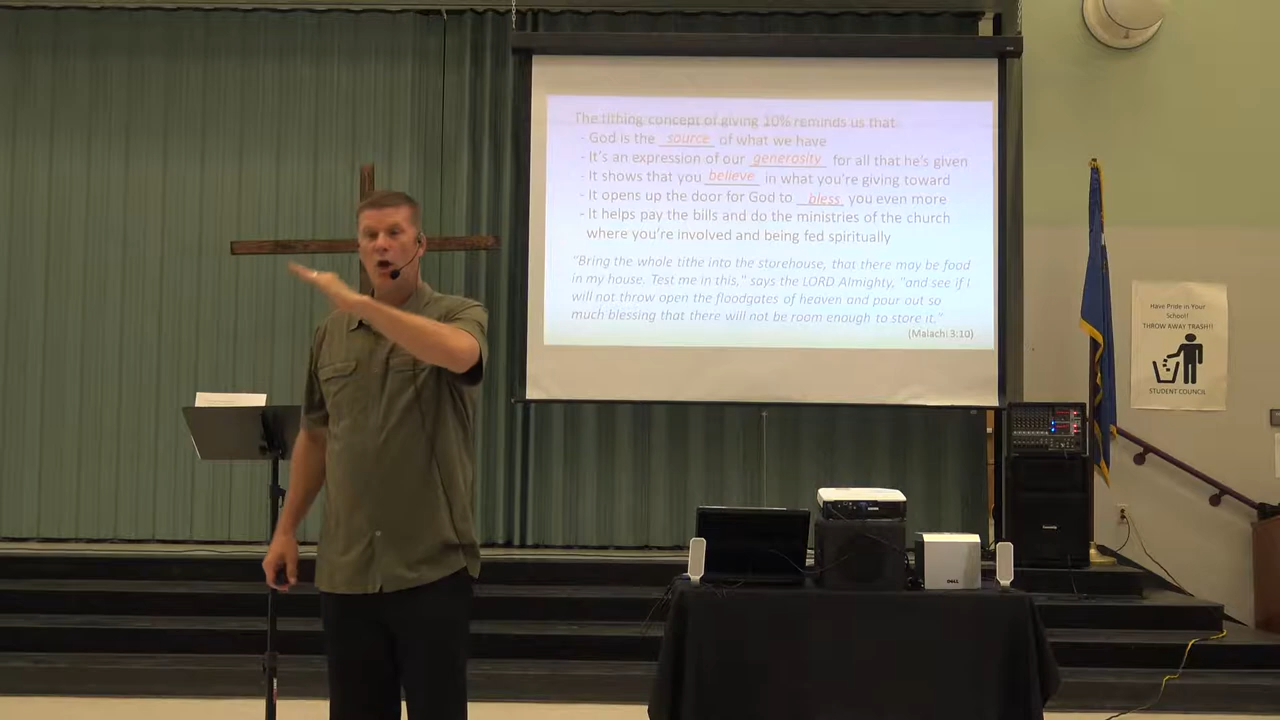 The tithing concept of giving 10% reminds us that
- God is the source of what we have
- It's an expression of our generosity for all that he's given
- It shows that you believe in what you're giving toward
- It opens up the door for God to bless you even more
- It helps pay the bills and do the ministries of the church
where you're involved and being fed spiritually
"Bring the whole tithe into the storehouse, that there may be food
in my house. Test me in this," says the LORD Almighty, "and see if I
will not throw open the floodgates of heaven and pour out so
much blessing that there will not be room enough to store it."
(Malachi 3:10)
Have Pride in Your
School!!
THROW AWAY TRASH!!
STUDENT COUNCIL
DELL